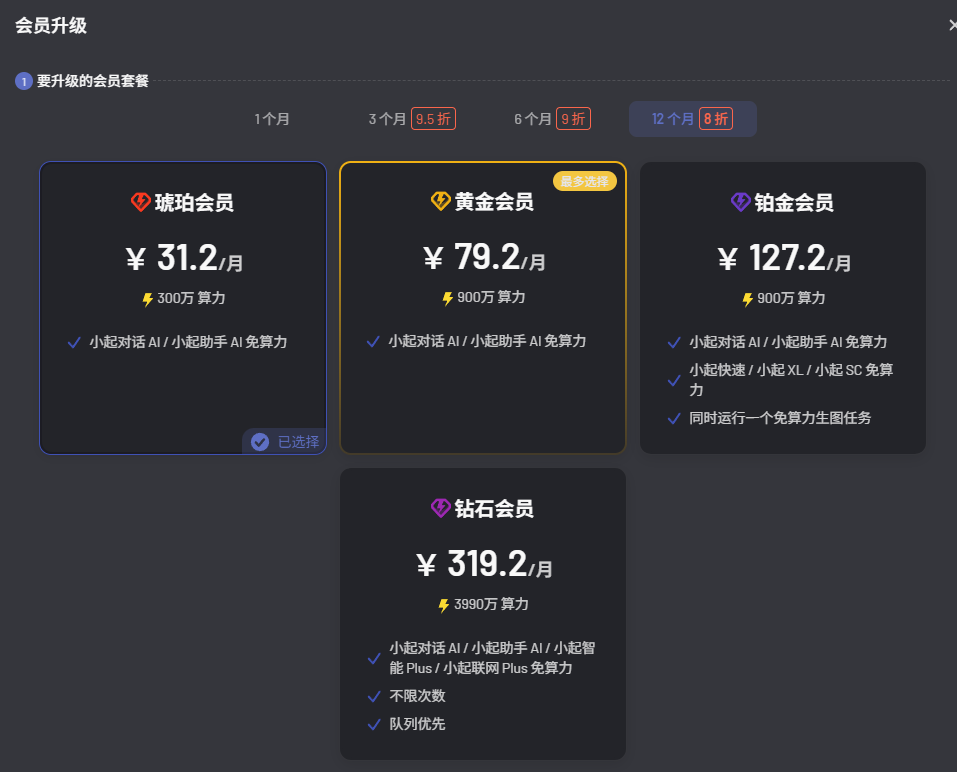 会员升级
1 要升级的会员套餐
1 个月
3 个月 9.5 折
6 个月 9 折
12 个月 8 折
琥珀会员
￥ 31.2/月
300万 算力
小起对话 AI / 小起助手 AI 免算力
已选择
最多选择
黄金会员
￥ 79.2/月
900万 算力
小起对话 AI / 小起助手 AI 免算力
铂金会员
￥ 127.2/月
900万 算力
小起对话 AI / 小起助手 AI 免算力
小起快速 / 小起 XL / 小起 SC 免算
力
同时运行一个免算力生图任务
钻石会员
￥ 319.2/月
3990万 算力
小起对话 AI / 小起助手 AI / 小起智
能 Plus / 小起联网 Plus 免算力
不限次数
队列优先